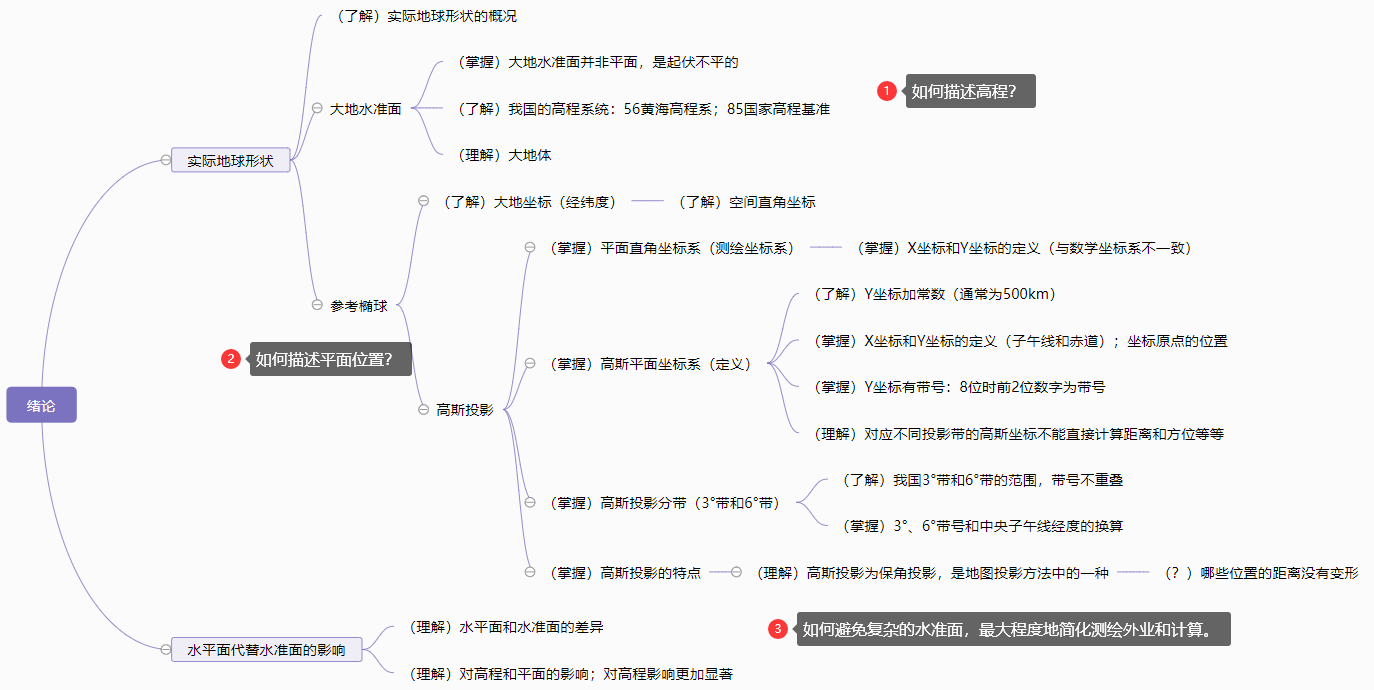 （了解）实际地球形状的概况
（掌握）大地水准面并非平面，是起伏不平的
1 如何描述高程？
大地水准面
（了解）我国的高程系统：56黄海高程系；85国家高程基准
（理解）大地体
实际地球形状
（了解）大地坐标（经纬度）
（了解）空间直角坐标
（掌握）平面直角坐标系（测绘坐标系）
（掌握）X坐标和Y坐标的定义（与数学坐标系不一致）
（了解）Y坐标加常数（通常为500km）
参考椭球
（掌握）X坐标和Y坐标的定义（子午线和赤道）；坐标原点的位置
2 如何描述平面位置？
（掌握）高斯平面坐标系（定义）
（掌握）Y坐标有带号：8位时前2位数字为带号
绪论
高斯投影
（理解）对应不同投影带的高斯坐标不能直接计算距离和方位等等
（了解）我国3°带和6°带的范围，带号不重叠
（掌握）高斯投影分带（3°带和6°带）
（掌握）3°、6°带号和中央子午线经度的换算
（掌握）高斯投影的特点
（理解）高斯投影为保角投影，是地图投影方法中的一种
（？）哪些位置的距离没有变形
（理解）水平面和水准面的差异
3 如何避免复杂的水准面，最大程度地简化测绘外业和计算。
水平面代替水准面的影响
（理解）对高程和平面的影响；对高程影响更加显著